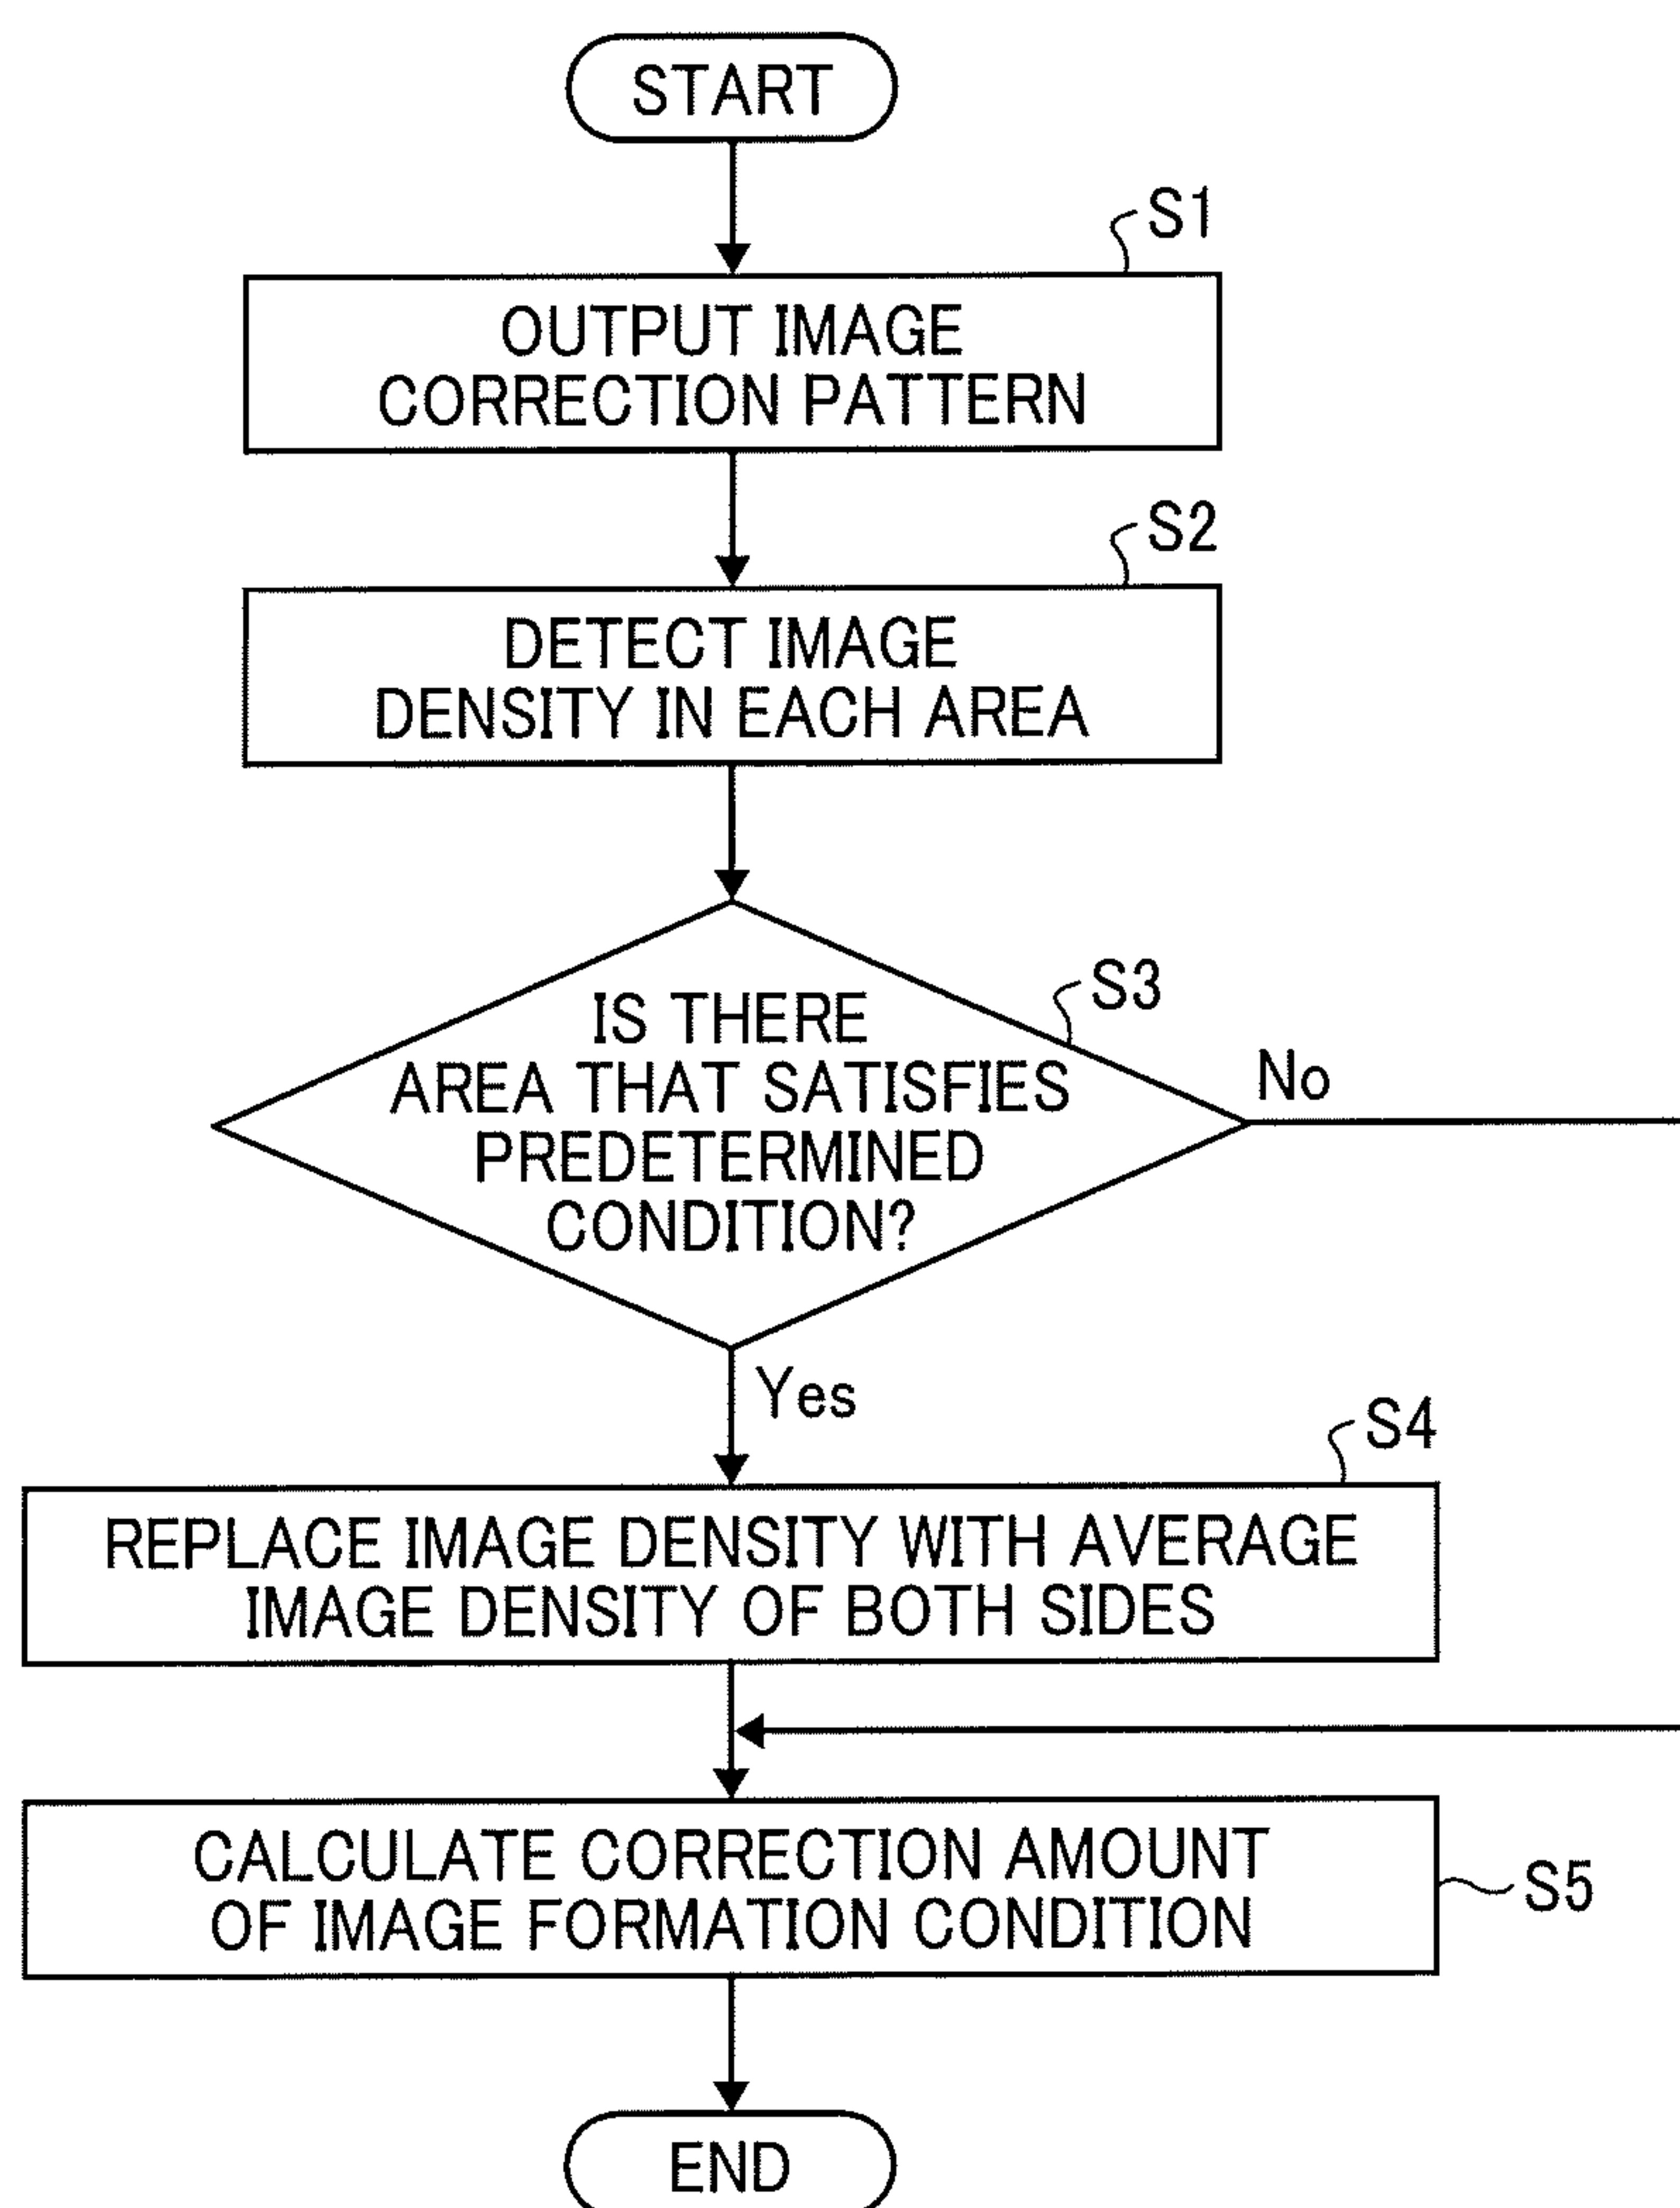 START
S1
OUTPUT IMAGE
CORRECTION PATTERN
S2
DETECT IMAGE
DENSITY IN EACH AREA
S3
IS THERE
AREA THAT SATISFIES
PREDETERMINED
CONDITION?
No
Yes
S4
REPLACE IMAGE DENSITY WITH AVERAGE
IMAGE DENSITY OF BOTH SIDES
CALCULATE CORRECTION AMOUNT
OF IMAGE FORMATION CONDITION
S5
END